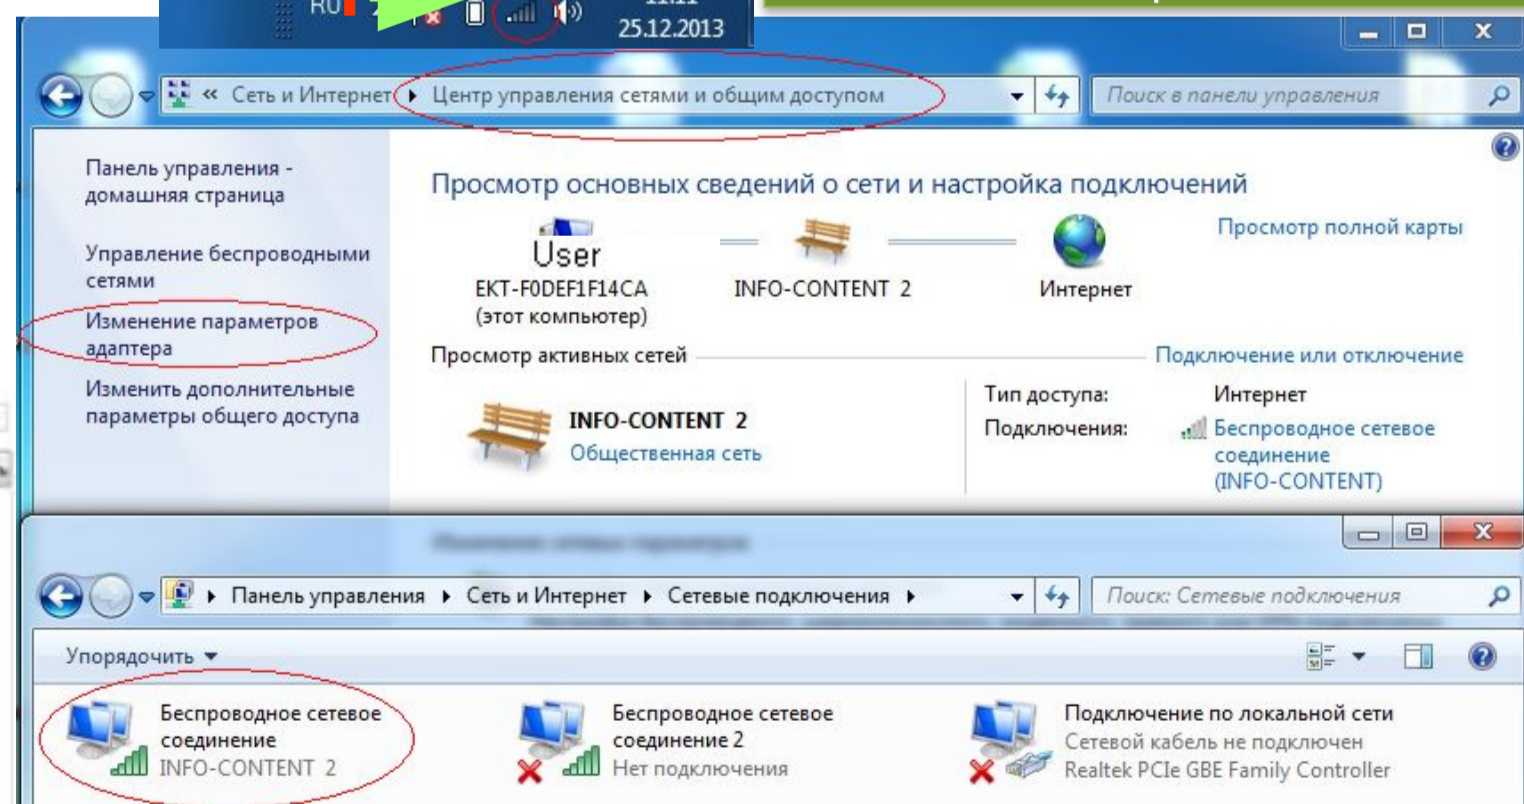 RU
11:11
25.12.2013
« Сеть и Интернет ▸ Центр управления сетями и общим доступом
Поиск в панели управления
Панель управления -
домашняя страница
Управление беспроводными
сетями
Изменение параметров
адаптера
Изменить дополнительные
параметры общего доступа
Просмотр основных сведений о сети и настройка подключений
Просмотр полной карты
User
EKT-F0DEF1F14CA
(этот компьютер)
INFO-CONTENT 2
Интернет
Просмотр активных сетей
Подключение или отключение
INFO-CONTENT 2
Общественная сеть
Тип доступа: Интернет
Подключения: Беспроводное сетевое
соединение
(INFO-CONTENT)
Изменение сетевых параметров
Панель управления ▸ Сеть и Интернет ▸ Сетевые подключения ▸
Поиск: Сетевые подключения
Упорядочить
Беспроводное сетевое
соединение
INFO-CONTENT 2
Беспроводное сетевое
соединение 2
Нет подключения
Подключение по локальной сети
Сетевой кабель не подключен
Realtek PCIe GBE Family Controller